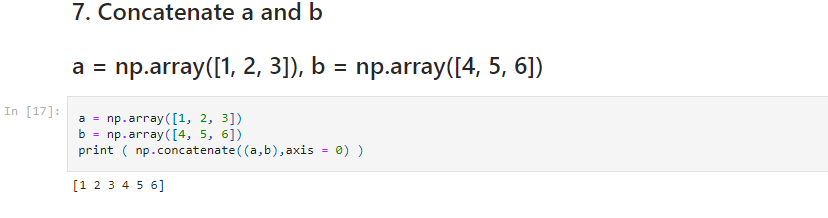 7. Concatenate a and b
a = np.array([1, 2, 3]), b = np.array([4, 5, 6])
In [17]:
a = np.array([1, 2, 3])
b = np.array([4, 5, 6])
print ( np.concatenate((a,b),axis = 0) )
[1 2 3 4 5 6]